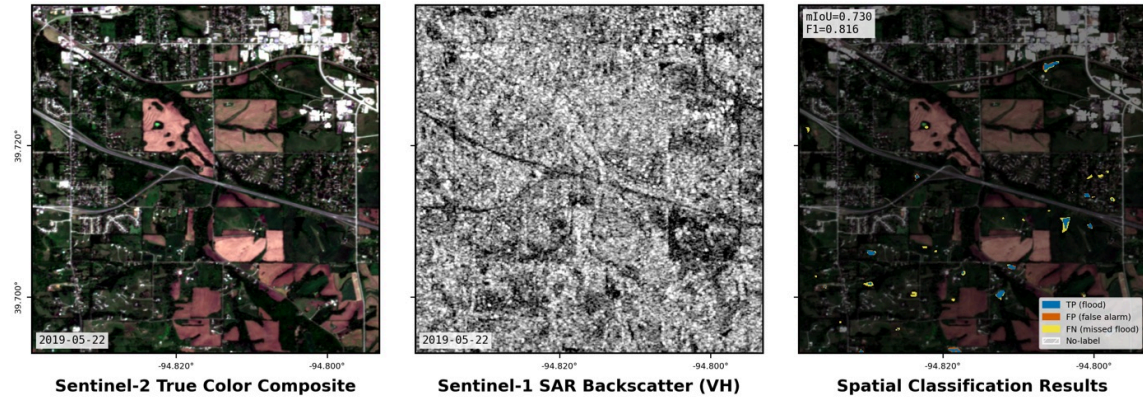 mIoU=0.730
F1=0.816
39.720°
39.700°
2019-05-22
2019-05-22
TP (flood)
FP (false alarm)
FN (missed flood)
No-label
-94.820°
-94.800°
-94.820°
-94.800°
-94.820°
-94.800°
Sentinel-2 True Color Composite
Sentinel-1 SAR Backscatter (VH)
Spatial Classification Results